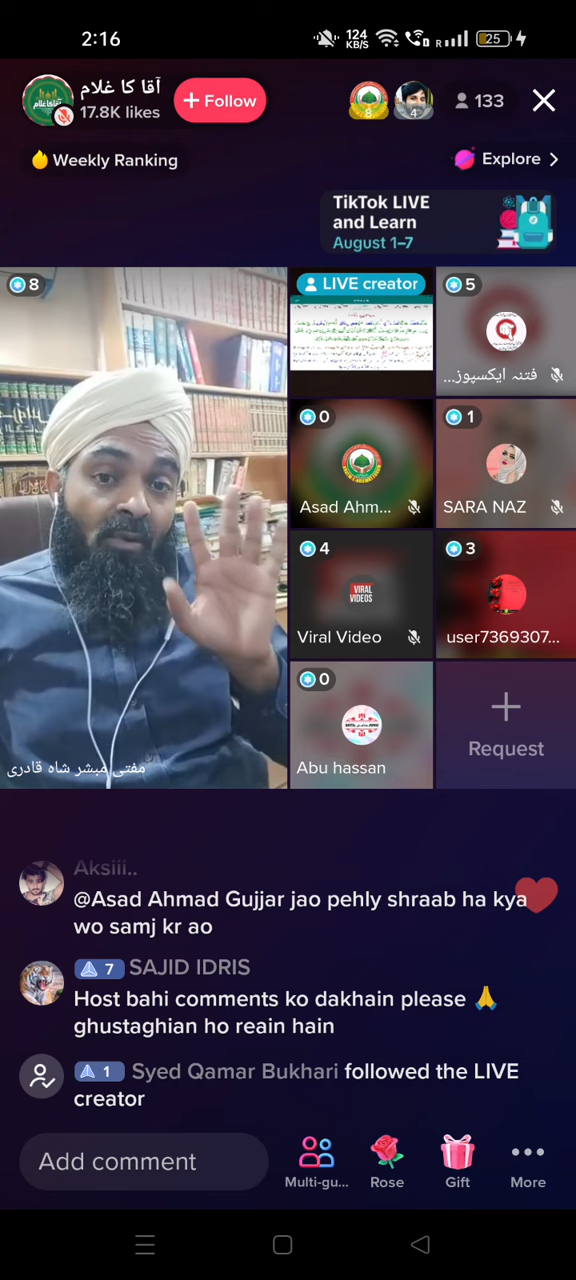 2:16
124
KB/S
R
25
آقا کا غلام
17.8K likes
+ Follow
8
4
133
Weekly Ranking
Explore
TikTok LIVE
and Learn
August 1–7
8
LIVE creator
5
فتنہ ایکسپوز...
0
Asad Ahm...
1
SARA NAZ
4
VIRAL
VIDEOS
Viral Video
3
user7369307...
مفتی مبشر شاہ قادری
0
Abu hassan
Request
Aksiii..
@Asad Ahmad Gujjar jao pehly shraab ha kya
wo samj kr ao
7 SAJID IDRIS
Host bahi comments ko dakhain please 🙏
ghustaghian ho reain hain
1 Syed Qamar Bukhari followed the LIVE
creator
Add comment
Multi-gu...
Rose
Gift
More